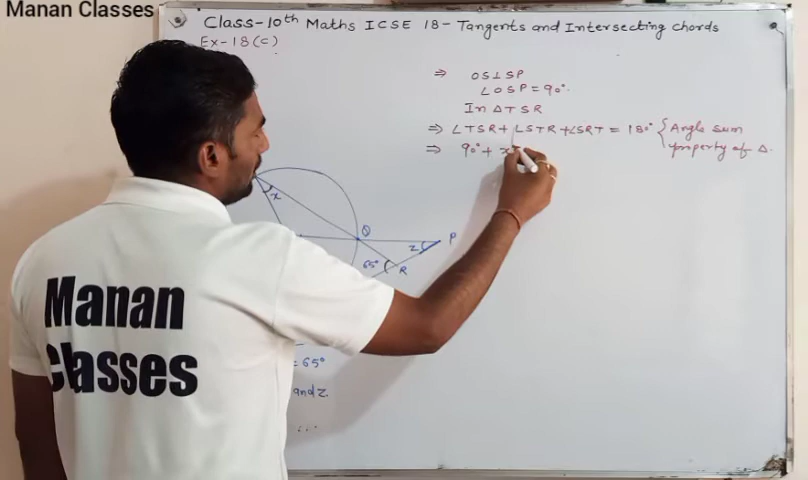 Manan Classes
Class-10th Maths ICSE 18- Tangents and Intersecting chords
Ex-18(c)
⇒ OS⊥SP
∠OSP=90°.
In △TSR
⇒ ∠TSR+∠STR+∠SRT=180° {Angle sum property of △.
⇒ 90°+x
x
Q
z
P
65°
R
=65°
and z.
...
Manan
Classes